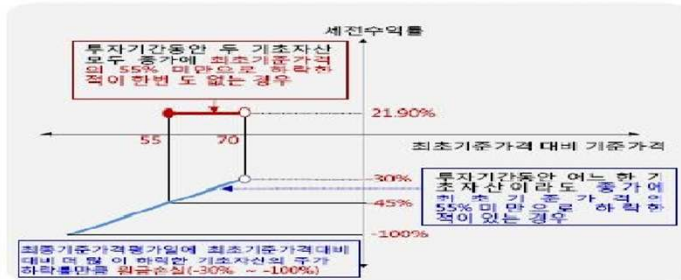 세전수익률
투자기간동안 두 기초자산
모두 종가에 최초기준가격
의 55% 미만으로 하락한
적이 한번도 없는 경우
21.90%
55
70
최초기준가격 대비 기준가격
-30%
-45%
-100%
투자기간동안 어느 한 기
초자산이라도 종가에
최초기준가격의
55%미만으로 하락한
적이 있는 경우
최종기준가격평가일에 최초기준가격대비
대비 더 많이 하락한 기초자산의 주가
하락률만큼 원금손실(-30% ~ -100%)